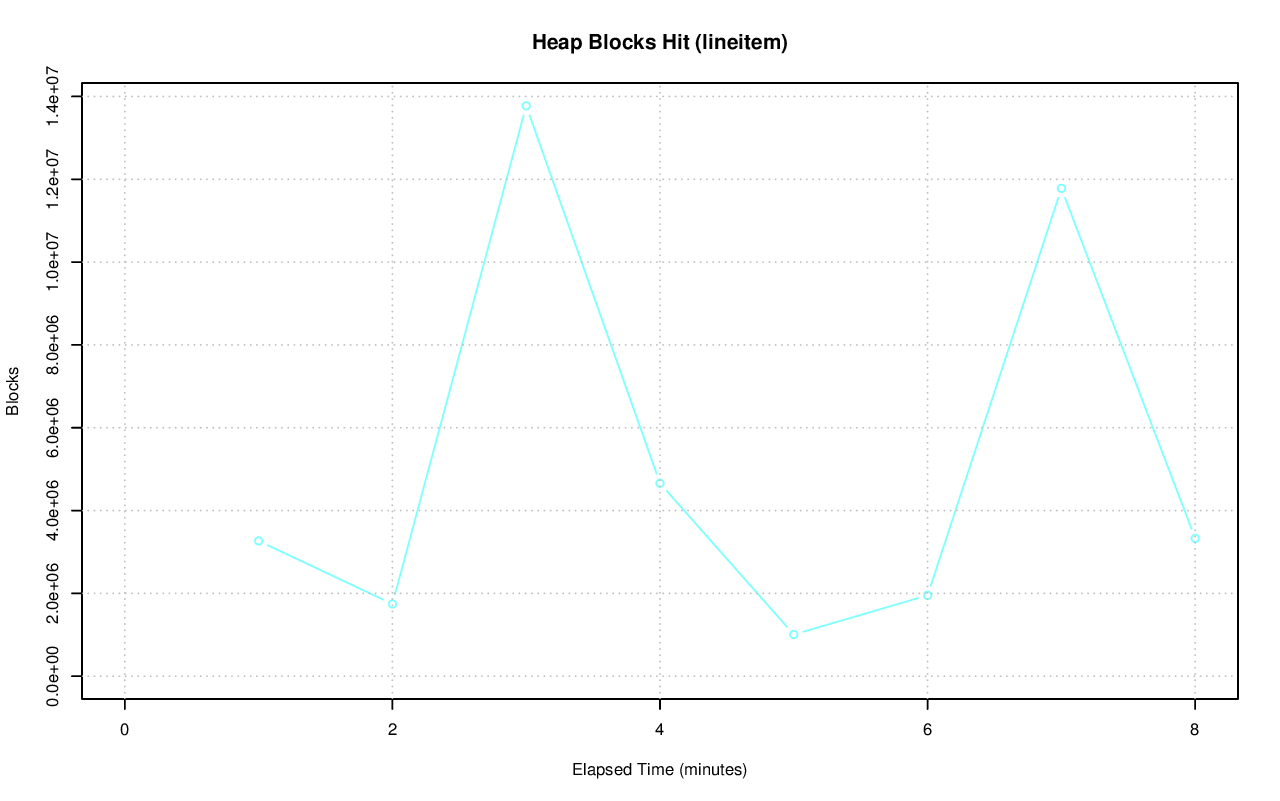 Heap Blocks Hit (lineitem)
Blocks
1.4e+07
1.2e+07
1.0e+07
8.0e+06
6.0e+06
4.0e+06
2.0e+06
0.0e+00
0 2 4 6 8
Elapsed Time (minutes)